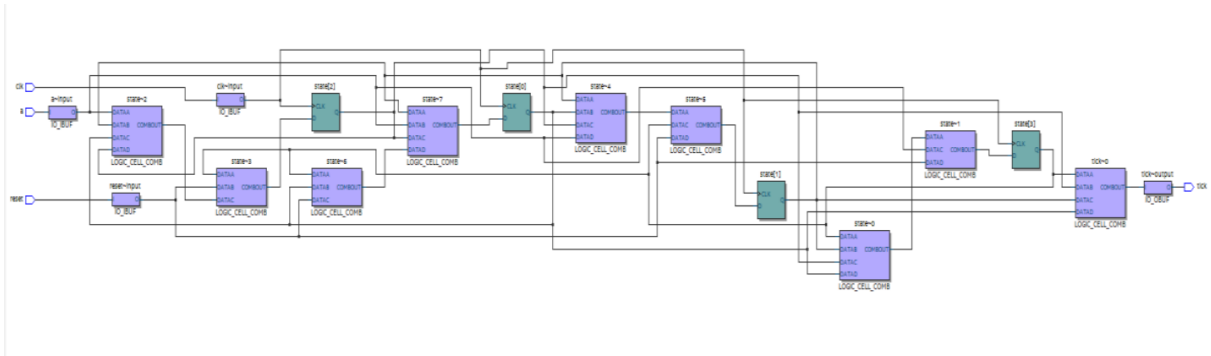 clk
a
reset
a-input
IO_IBUF
state~2
DATAA
DATAB
DATAC
DATAD
COMBOUT
LOGIC_CELL_COMB
reset-input
IO_IBUF
clk-input
IO_IBUF
state~3
DATAA
DATAB
DATAC
COMBOUT
LOGIC_CELL_COMB
state[2]
CLK
D
Q
state~6
DATAA
DATAB
DATAC
COMBOUT
LOGIC_CELL_COMB
state~7
DATAA
DATAB
DATAC
DATAD
COMBOUT
LOGIC_CELL_COMB
state[0]
CLK
D
Q
state~4
DATAA
DATAB
DATAC
DATAD
COMBOUT
LOGIC_CELL_COMB
DATAA
DATAB
DATAC
COMBOUT
LOGIC_CELL_COMB
state[1]
CLK
D
Q
state~0
DATAA
DATAB
DATAC
DATAD
COMBOUT
LOGIC_CELL_COMB
state~1
DATAA
DATAC
DATAD
COMBOUT
LOGIC_CELL_COMB
state[3]
CLK
D
Q
tick~0
DATAA
DATAB
DATAC
DATAD
COMBOUT
LOGIC_CELL_COMB
tick-output
IO_OBUF
tick